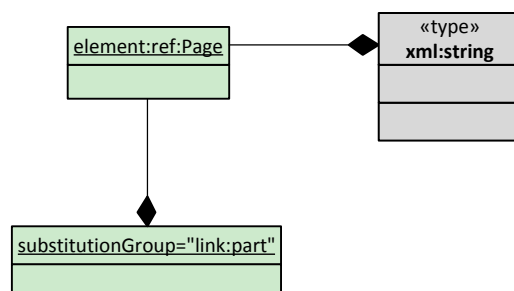 element:ref:Page
«type»
xml:string
substitutionGroup="link:part"